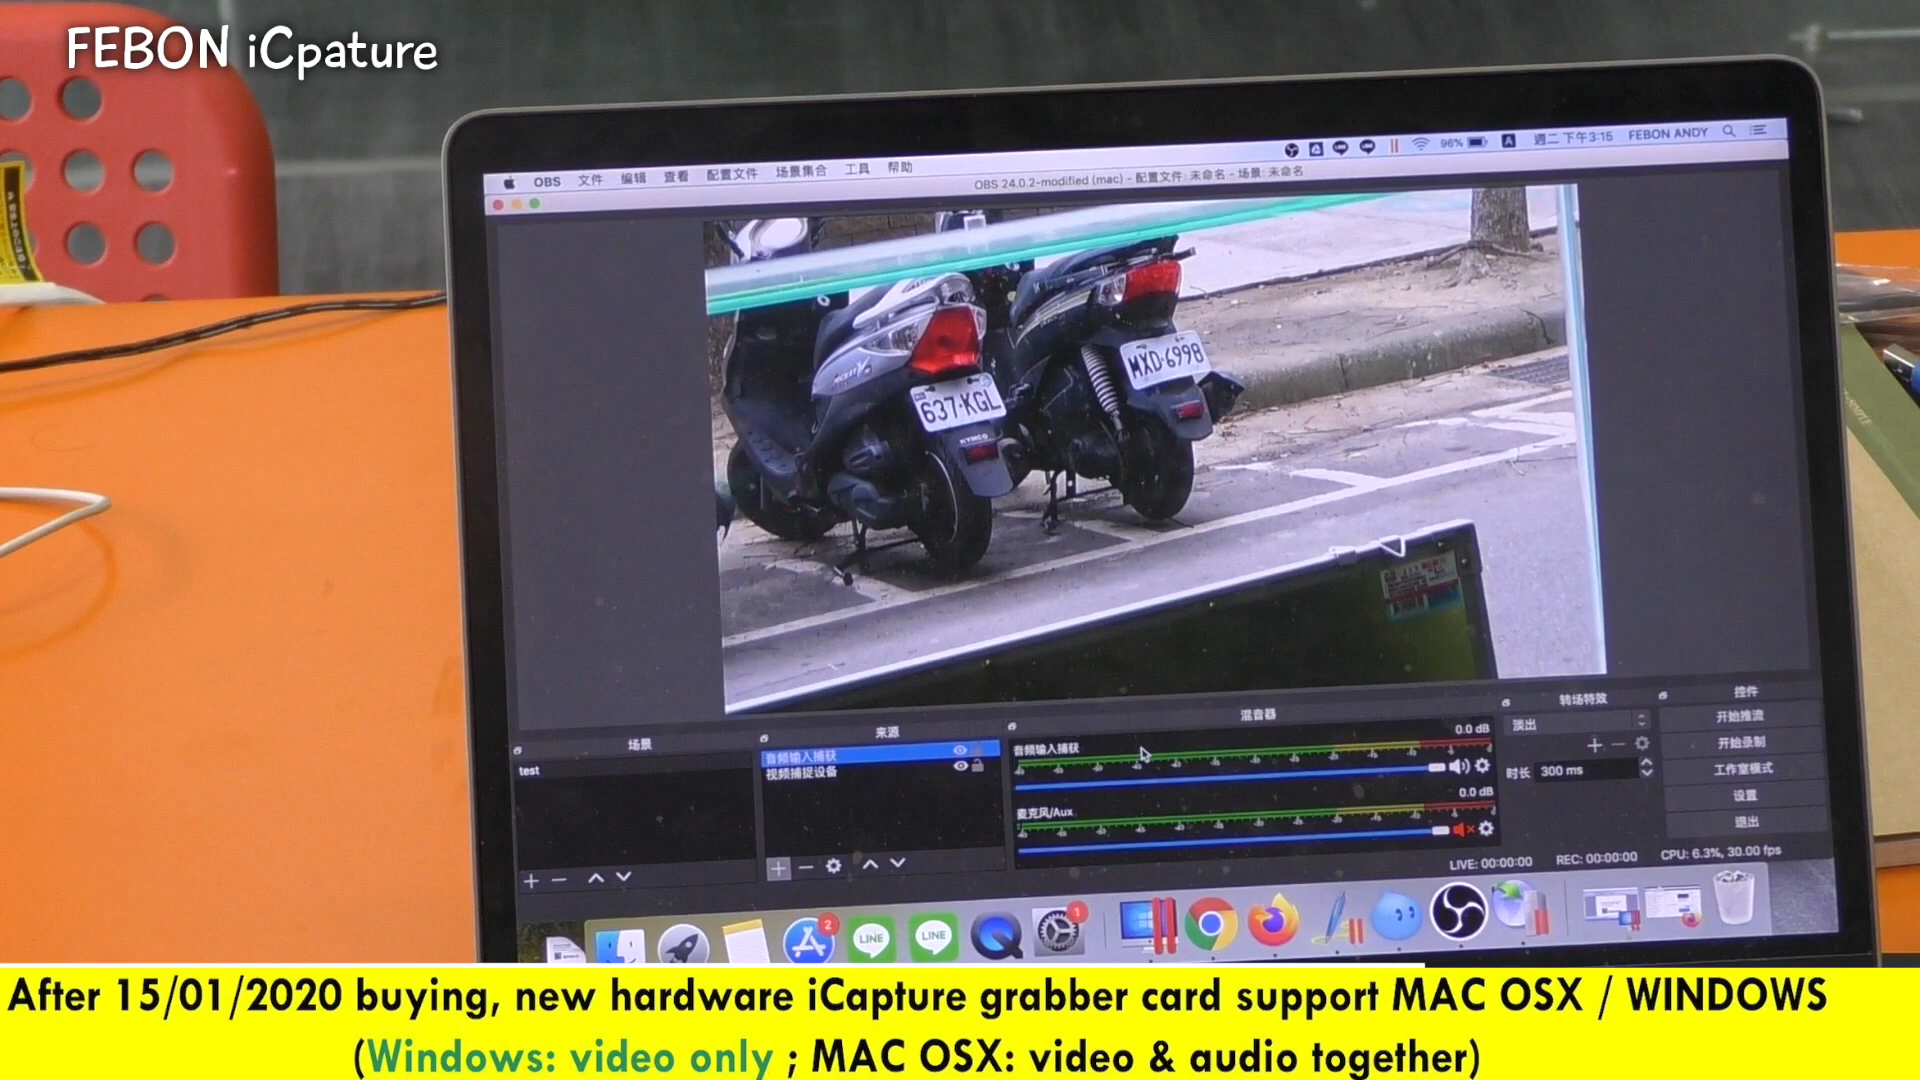 FEBON iCpature
OBS 文件 编辑 查看 配置文件 场景集合 工具 帮助
96% A 週二下午3:15 FEBON ANDY
OBS 24.0.2-modified (mac) - 配置文件: 未命名 - 场景: 未命名
637·KGL
KYMCO
MXD·6998
场景
test
来源
音频输入捕获
视频捕捉设备
混音器
音频输入捕获 0.0 dB
麦克风/Aux 0.0 dB
转场特效
淡出
时长 300 ms
控件
开始推流
开始录制
工作室模式
设置
退出
LIVE: 00:00:00 REC: 00:00:00 CPU: 6.3%, 30.00 fps
2
LINE
LINE
1
After 15/01/2020 buying, new hardware iCapture grabber card support MAC OSX / WINDOWS
(Windows: video only ; MAC OSX: video & audio together)